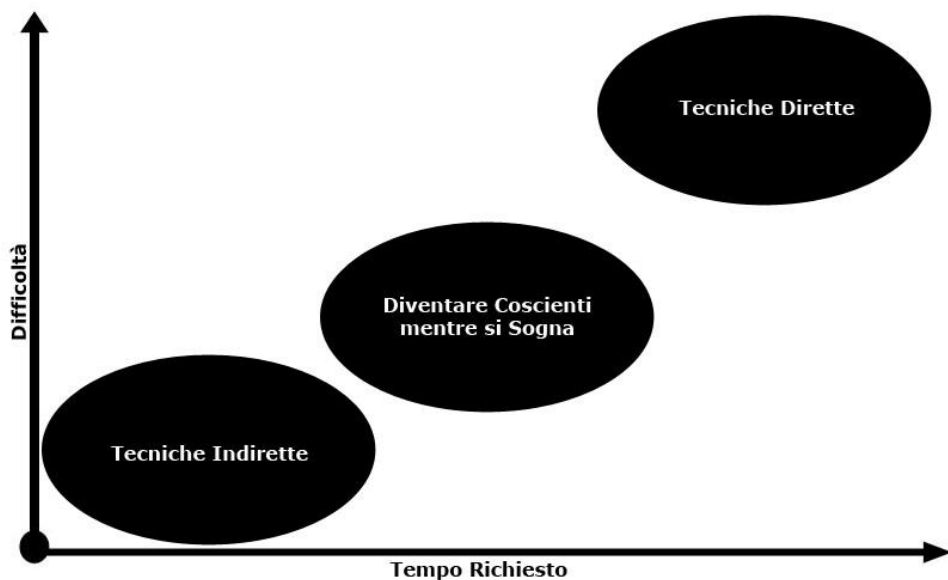 Tecniche Dirette
Difficoltà
Diventare Coscienti
mentre si Sogna
Tecniche Indirette
Tempo Richiesto